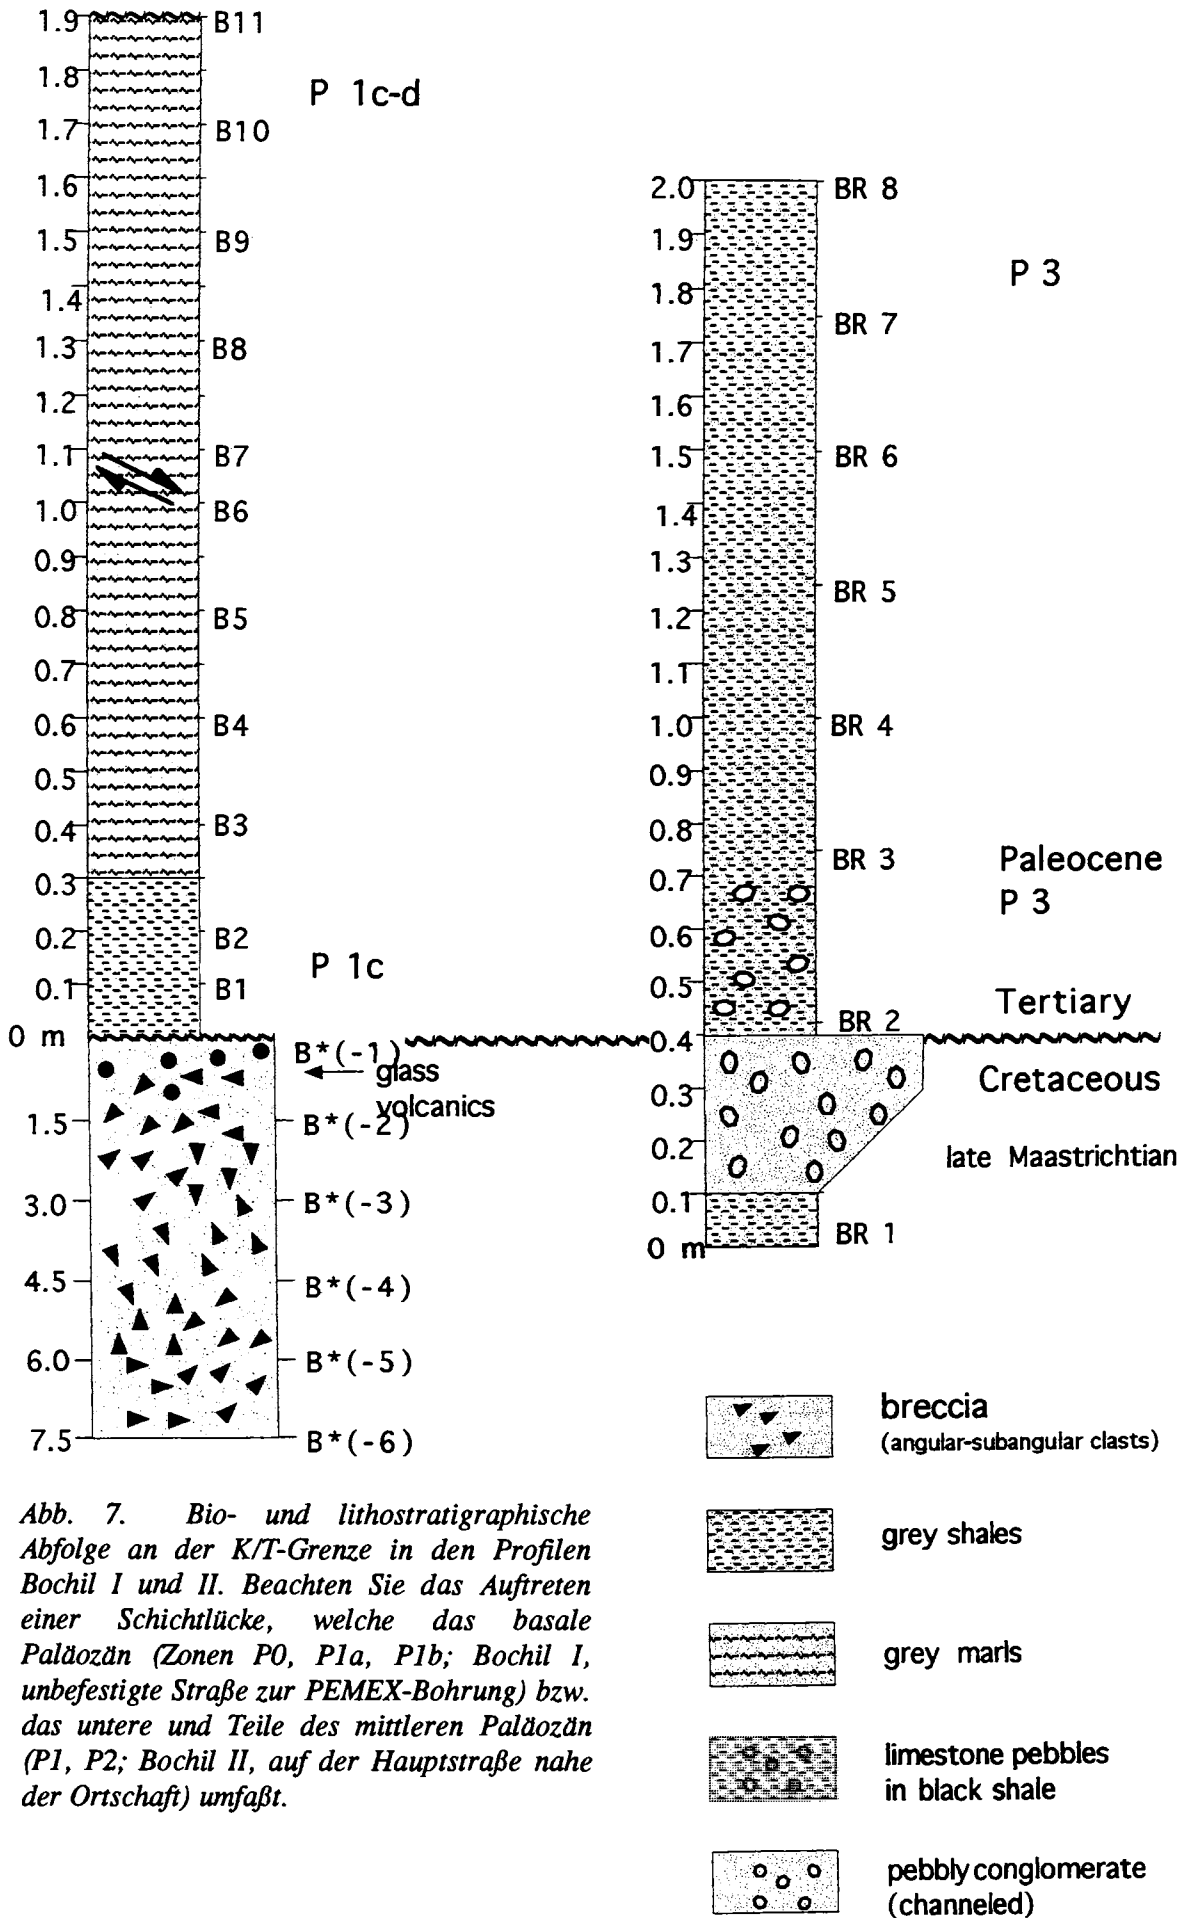 1.9
B11
1.8
P 1c-d
1.7
B10
1.6
1.5
B9
1.4
1.3
B8
1.2
1.1
B7
1.0
B6
0.9
0.8
B5
0.7
0.6
B4
0.5
0.4
B3
0.3
0.2
B2
P 1c
0.1
B1
0 m
B*(-1)
glass
volcanics
1.5
B*(-2)
3.0
B*(-3)
4.5
B*(-4)
6.0
B*(-5)
7.5
B*(-6)
2.0
BR 8
1.9
P 3
1.8
BR 7
1.7
1.6
1.5
BR 6
1.4
1.3
BR 5
1.2
1.1
1.0
BR 4
0.9
0.8
BR 3
Paleocene
0.7
P 3
0.6
0.5
Tertiary
BR 2
0.4
Cretaceous
0.3
0.2
late Maastrichtian
0.1
BR 1
0 m
breccia
(angular-subangular clasts)
grey shales
grey marls
limestone pebbles
in black shale
pebbly conglomerate
(channeled)
Abb. 7. Bio- und lithostratigraphische
Abfolge an der K/T-Grenze in den Profilen
Bochil I und II. Beachten Sie das Auftreten
einer Schichtlücke, welche das basale
Paläozän (Zonen P0, P1a, P1b; Bochil I,
unbefestigte Straße zur PEMEX-Bohrung) bzw.
das untere und Teile des mittleren Paläozän
(P1, P2; Bochil II, auf der Hauptstraße nahe
der Ortschaft) umfaßt.